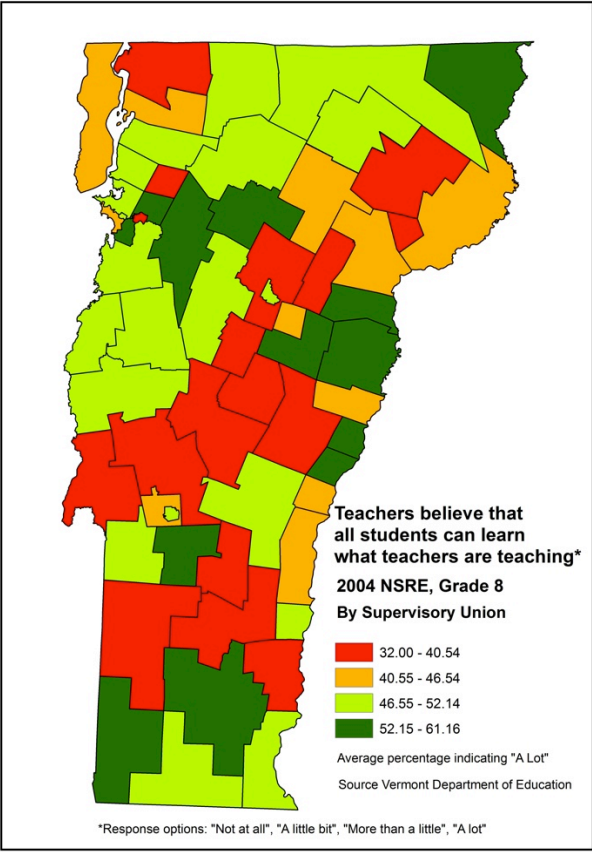 Teachers believe that
all students can learn
what teachers are teaching*
2004 NSRE, Grade 8
By Supervisory Union
32.00 - 40.54
40.55 - 46.54
46.55 - 52.14
52.15 - 61.16
Average percentage indicating "A Lot"
Source Vermont Department of Education
*Response options: "Not at all", "A little bit", "More than a little", "A lot"